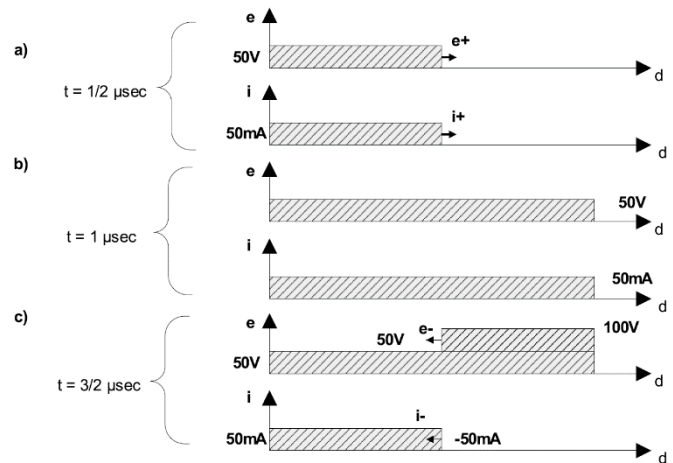 a)
t = 1/2 µsec
e
50V
e+
d
i
50mA
i+
d
b)
t = 1 µsec
e
50V
d
i
50mA
d
c)
t = 3/2 µsec
e
100V
e-
50V
50V
d
i
i-
50mA
-50mA
d